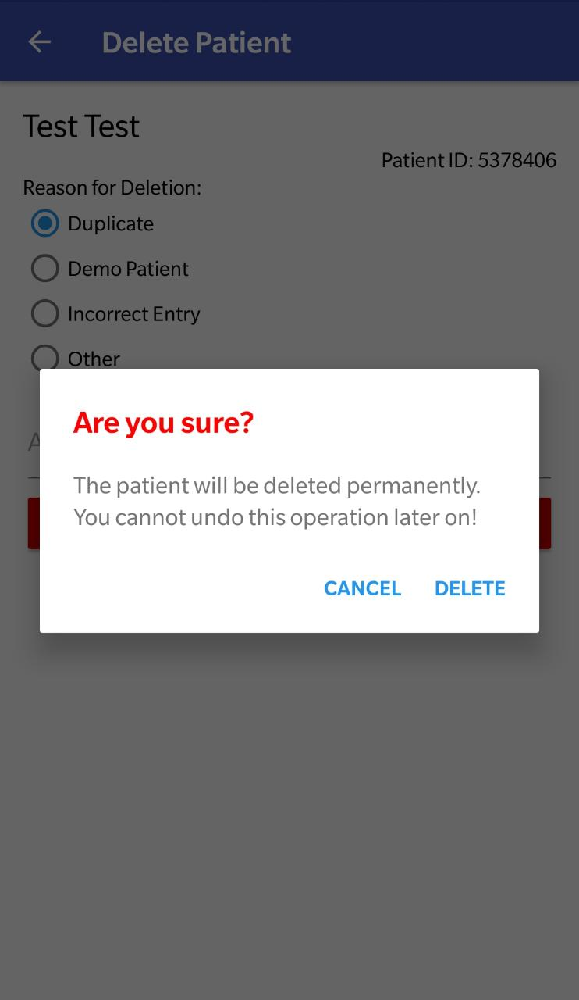 Delete Patient
Test Test
Patient ID: 5378406
Reason for Deletion:
Duplicate
Demo Patient
Incorrect Entry
Other
Are you sure?
The patient will be deleted permanently.
You cannot undo this operation later on!
CANCEL DELETE